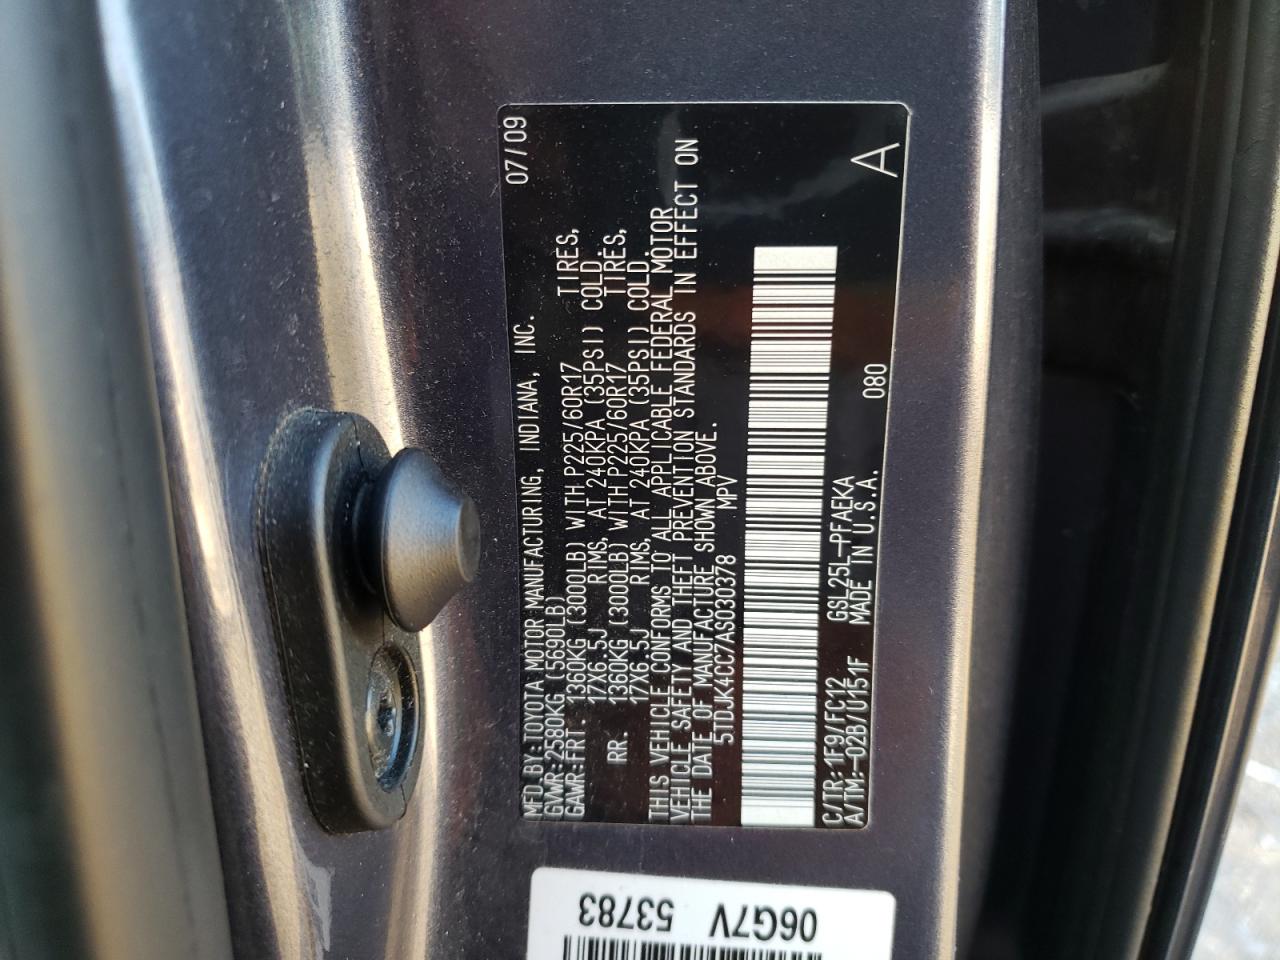 MFD.BY:TOYOTA MOTOR MANUFACTURING, INDIANA, INC. 07/09
GVWR:2580KG (5690LB)
GAWR:FRT. 1360KG (3000LB) WITH P225/60R17 TIRES,
17X6.5J RIMS, AT 240KPA (35PSI) COLD.
RR. 1360KG (3000LB) WITH P225/60R17 TIRES,
17X6.5J RIMS, AT 240KPA (35PSI) COLD.
THIS VEHICLE CONFORMS TO ALL APPLICABLE FEDERAL MOTOR
VEHICLE SAFETY AND THEFT PREVENTION STANDARDS IN EFFECT ON
THE DATE OF MANUFACTURE SHOWN ABOVE.
5TDJK4CC7AS030378 MPV
C/TR:1F9/FC12 GSL25L-PFAEKA 080 A
A/TM:-02B/U151F MADE IN U.S.A.
06G7V
53783